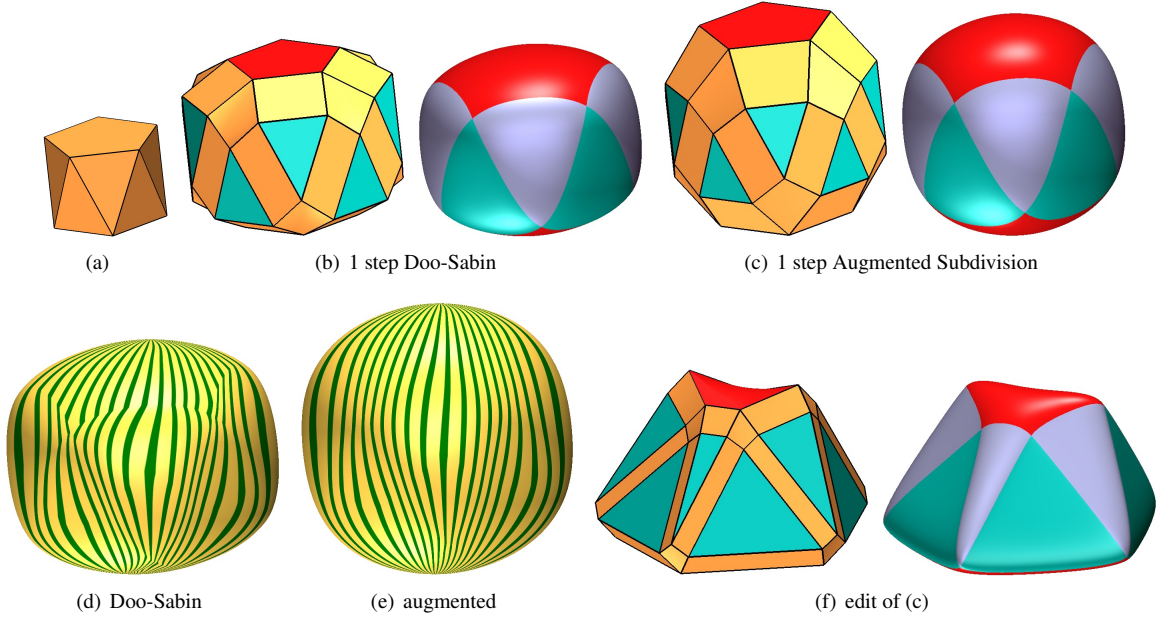 (a)
(b) 1 step Doo-Sabin
(c) 1 step Augmented Subdivision
(d) Doo-Sabin
(e) augmented
(f) edit of (c)